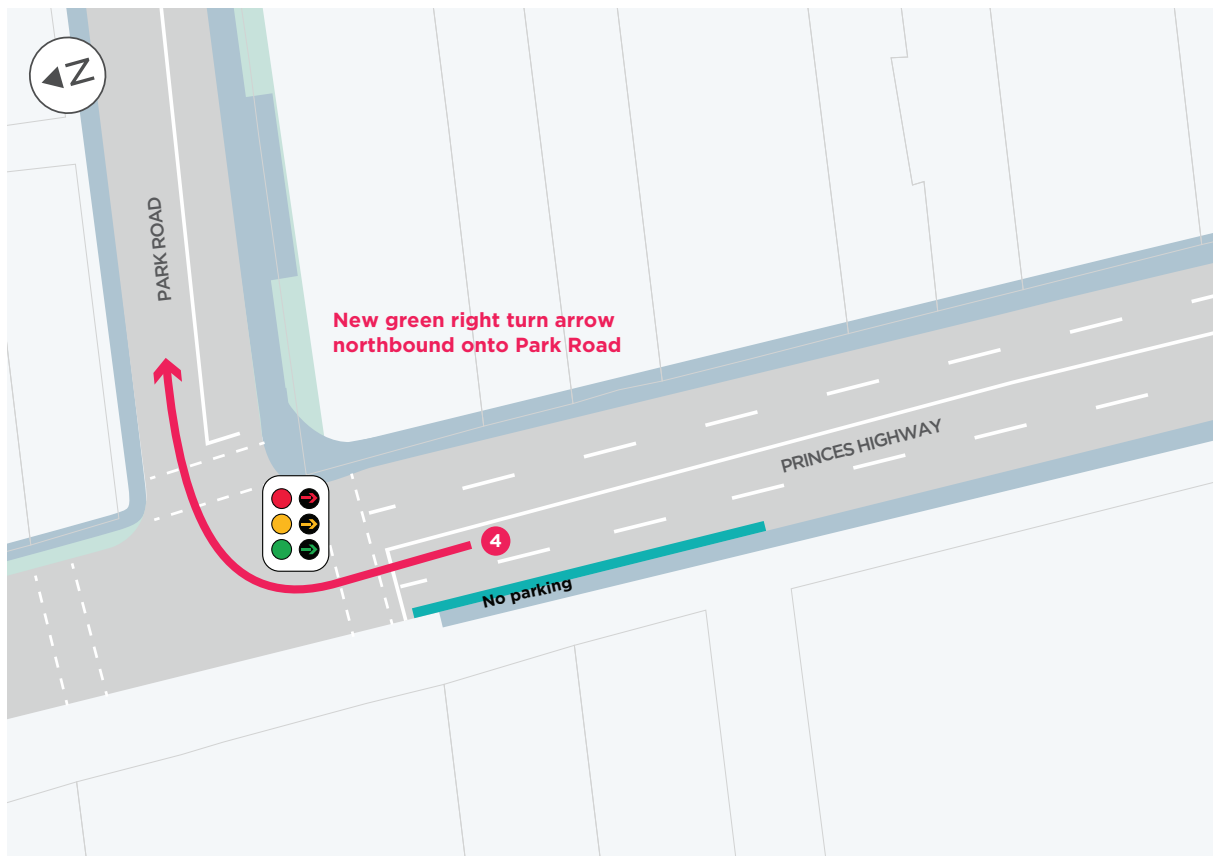 N
PARK ROAD
New green right turn arrow
northbound onto Park Road
PRINCES HIGHWAY
4
No parking